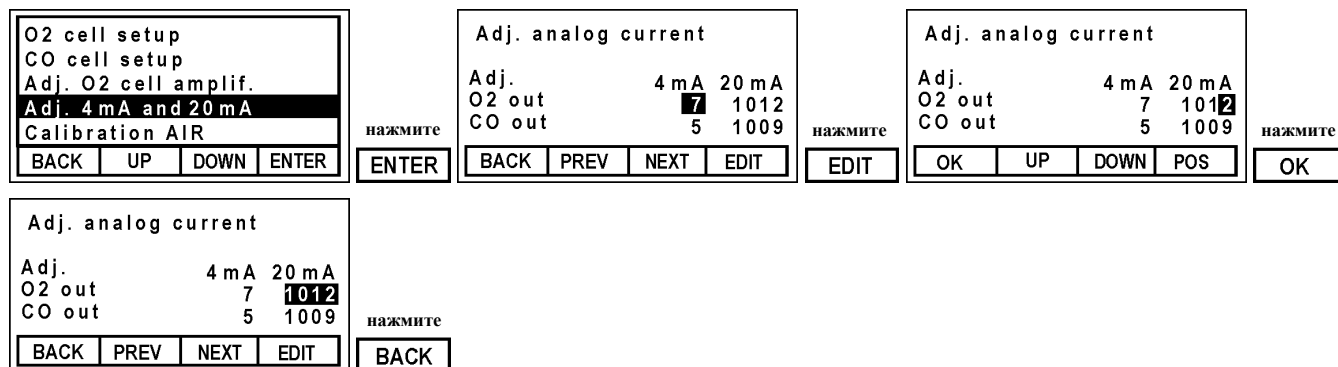 O2 cell setup
CO cell setup
Adj. O2 cell amplif.
Adj. 4 mA and 20 mA
Calibration AIR
BACK UP DOWN ENTER
нажмите
ENTER
Adj. analog current
Adj. 4 mA 20 mA
O2 out 7 1012
CO out 5 1009
BACK PREV NEXT EDIT
нажмите
EDIT
Adj. analog current
Adj. 4 mA 20 mA
O2 out 7 1012
CO out 5 1009
OK UP DOWN POS
нажмите
OK
Adj. analog current
Adj. 4 mA 20 mA
O2 out 7 1012
CO out 5 1009
BACK PREV NEXT EDIT
нажмите
BACK